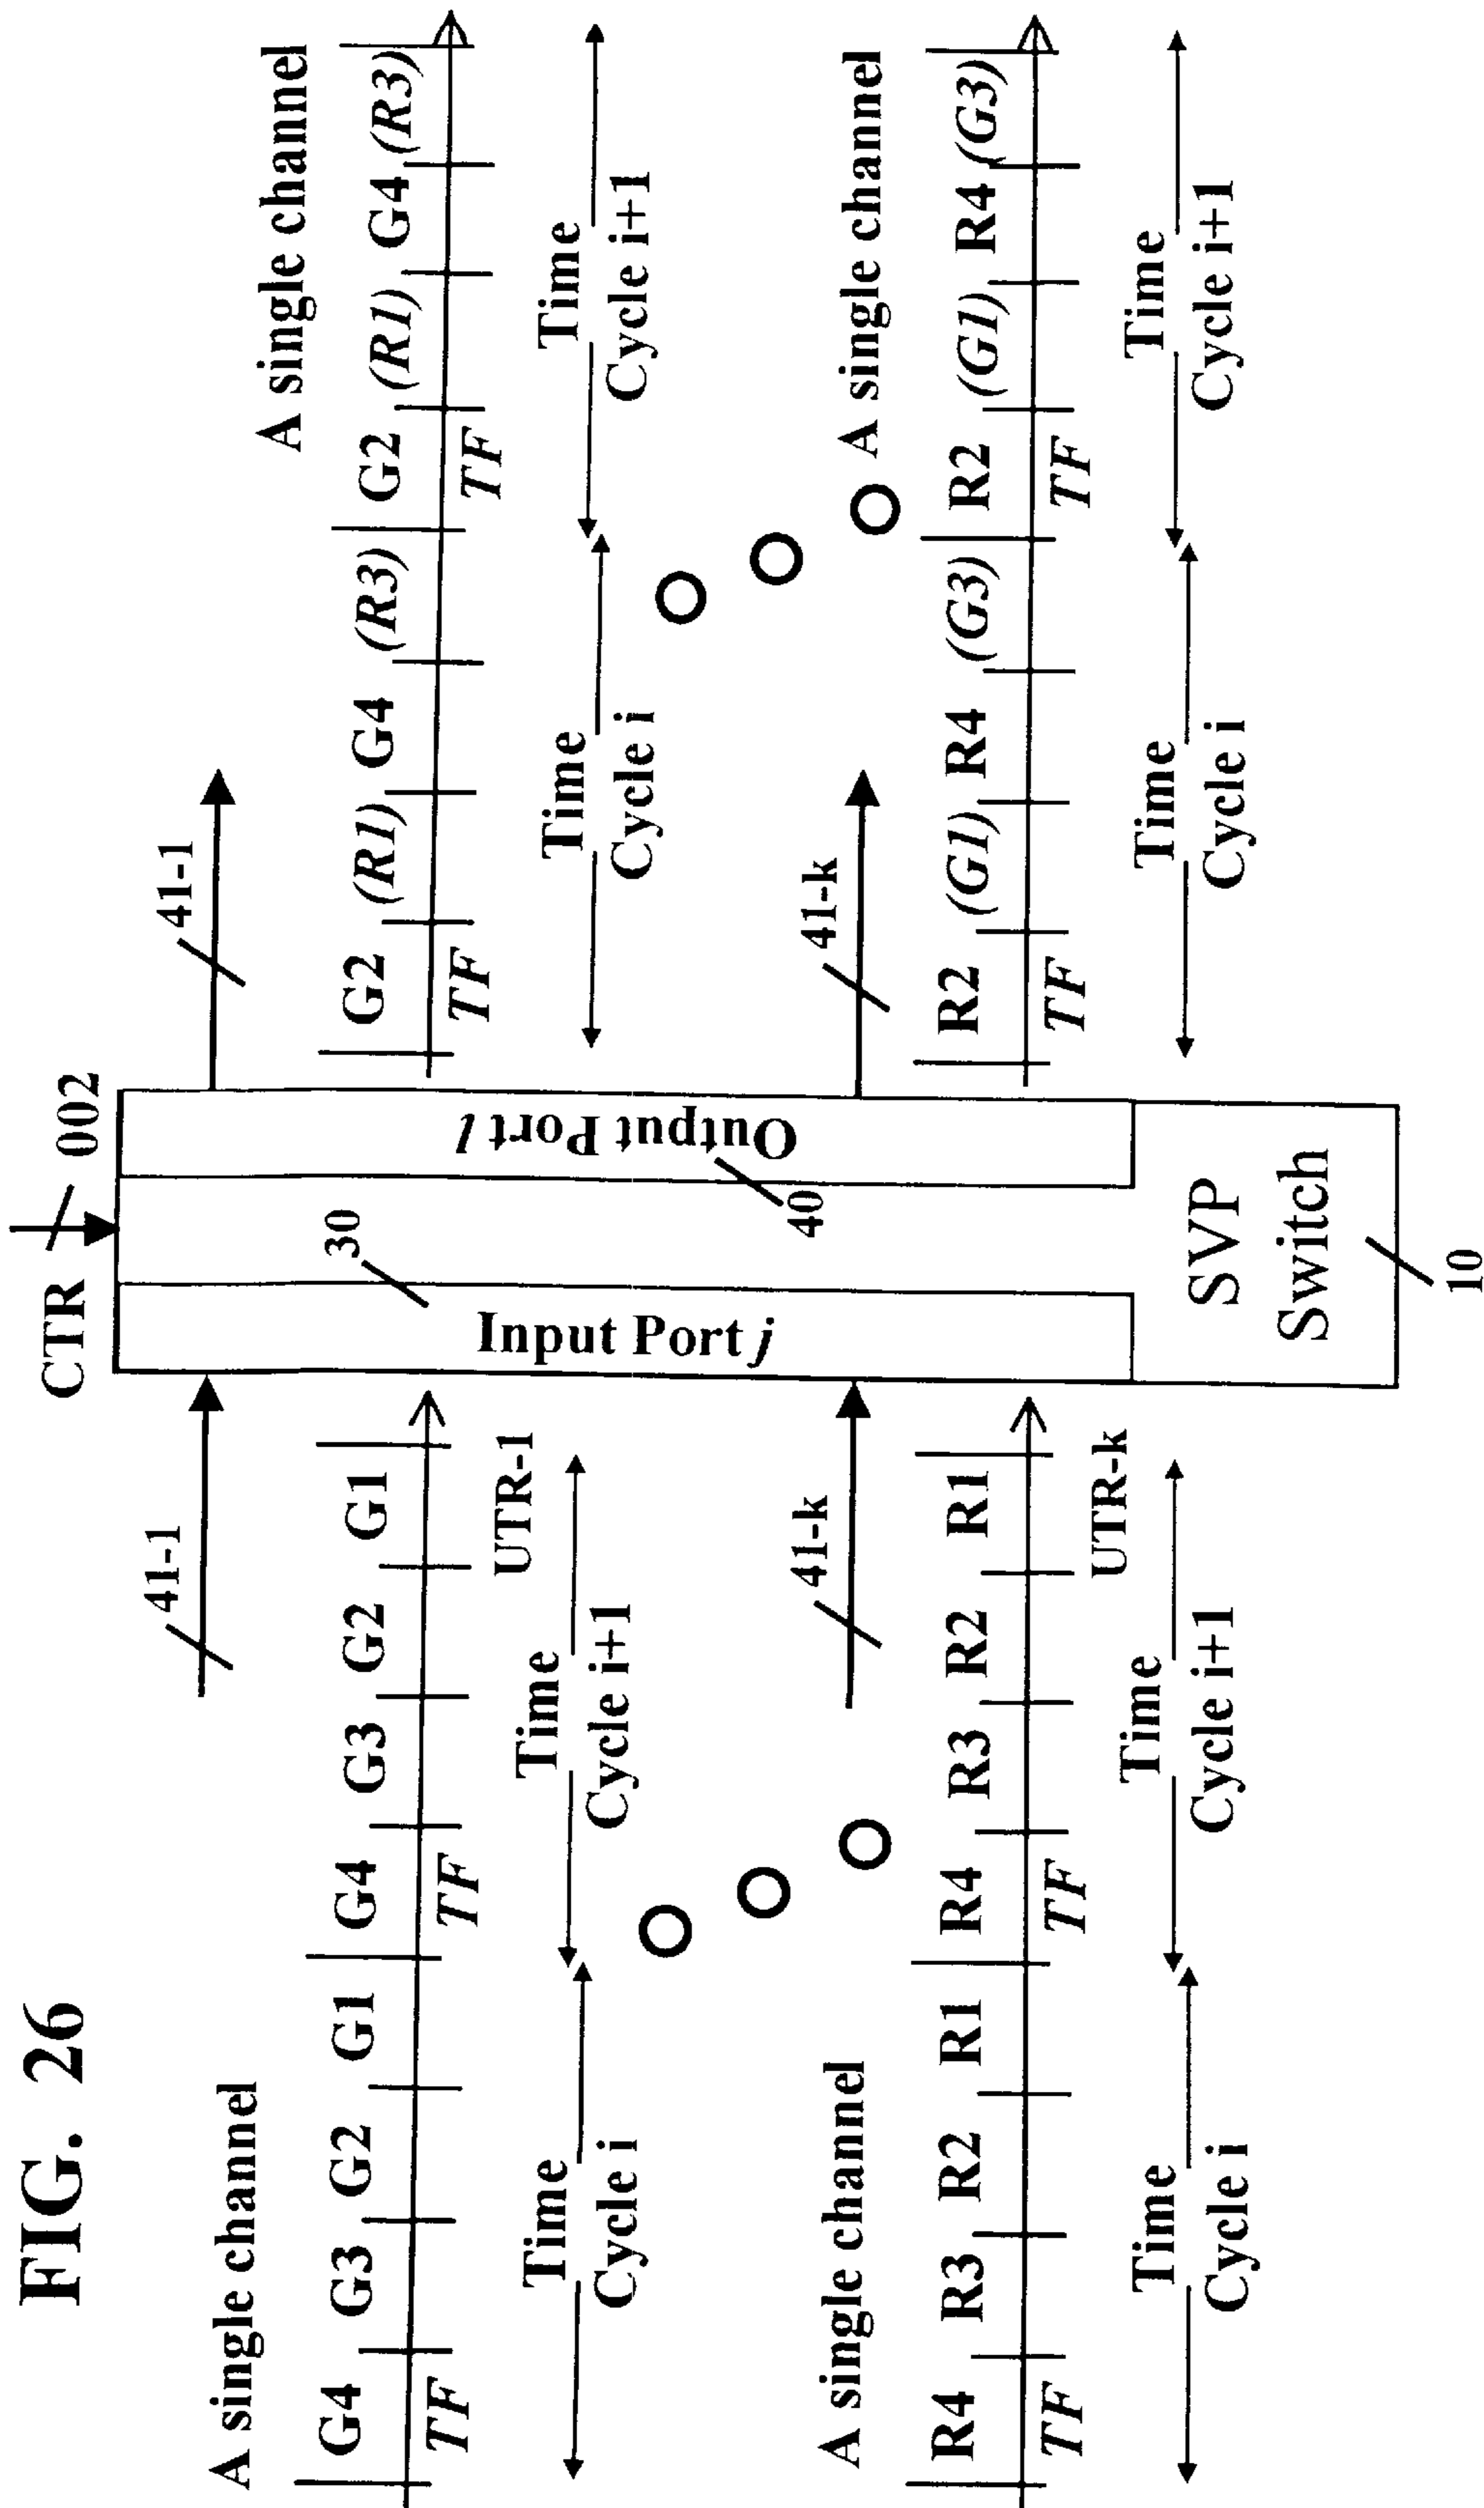 FIG. 26
CTR
002
A single channel
41-1
G4 G3 G2 G1 G4 G3 G2 G1
TF
TF
UTR-1
Time
Cycle i
Time
Cycle i+1
A single channel
41-k
R4 R3 R2 R1 R4 R3 R2 R1
TF
TF
UTR-k
Time
Cycle i
Time
Cycle i+1
Input Port j
30
Output Port l
40
SVP
Switch
10
41-1
A single channel
G2 (R1) G4 (R3) G2 (R1) G4 (R3)
TF
TF
Time
Cycle i
Time
Cycle i+1
41-k
A single channel
R2 (G1) R4 (G3) R2 (G1) R4 (G3)
TF
TF
Time
Cycle i
Time
Cycle i+1